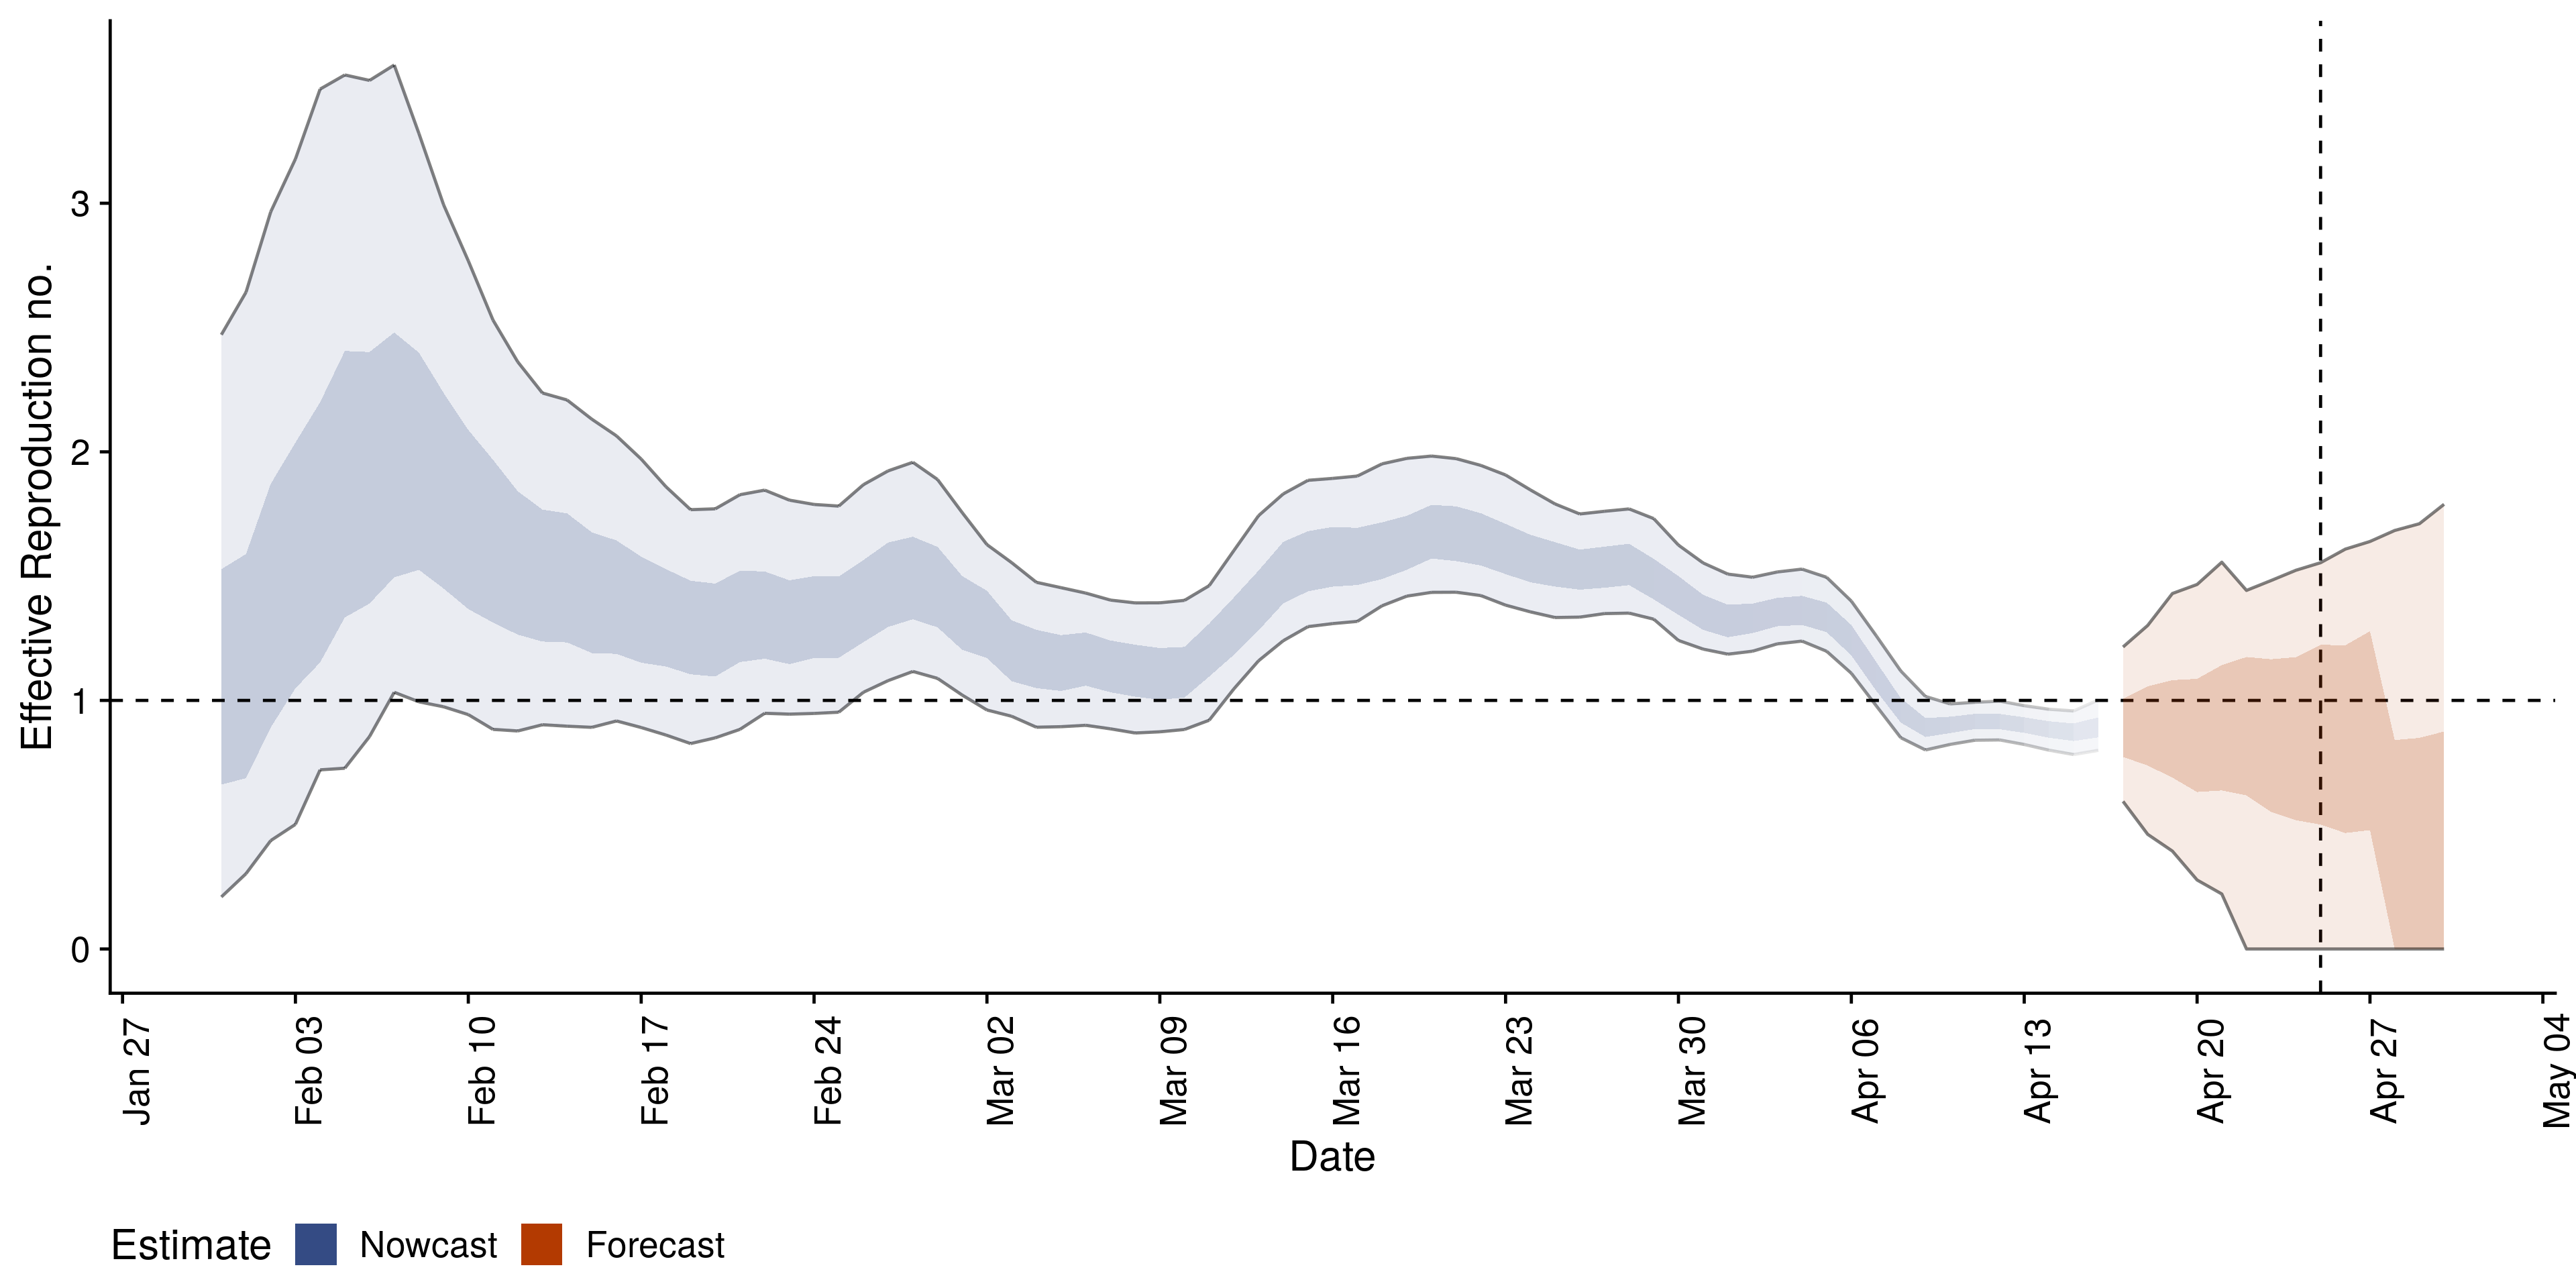 Effective Reproduction no.
3
2
1
0
Jan 27
Feb 03
Feb 10
Feb 17
Feb 24
Mar 02
Mar 09
Mar 16
Mar 23
Mar 30
Apr 06
Apr 13
Apr 20
Apr 27
May 04
Date
Estimate Nowcast Forecast